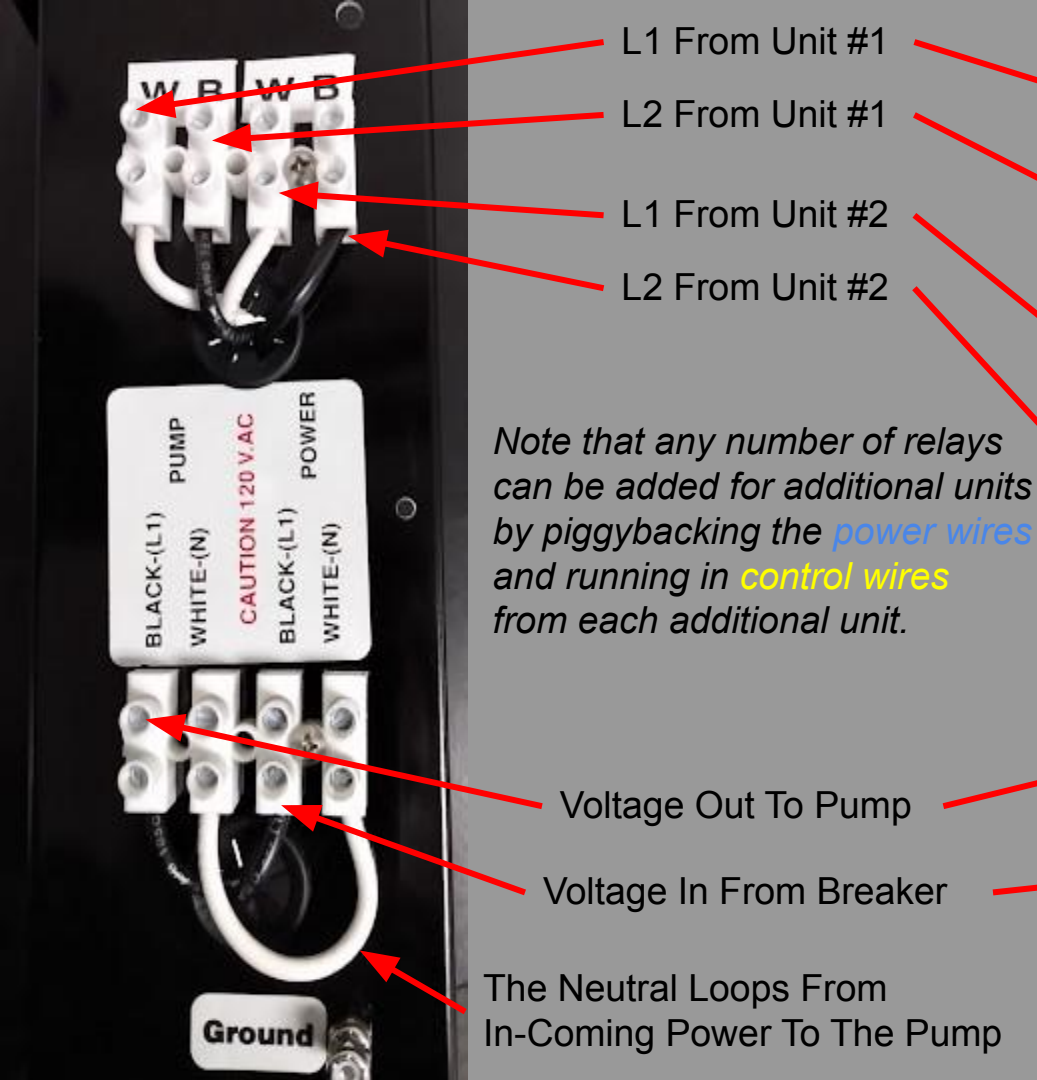 W B W B
L1 From Unit #1
L2 From Unit #1
L1 From Unit #2
L2 From Unit #2
Note that any number of relays
can be added for additional units
by piggybacking the power wires
and running in control wires
from each additional unit.
BLACK-(L1)
PUMP
WHITE-(N)
CAUTION 120 V.AC
BLACK-(L1)
POWER
WHITE-(N)
Voltage Out To Pump
Voltage In From Breaker
The Neutral Loops From
In-Coming Power To The Pump
Ground